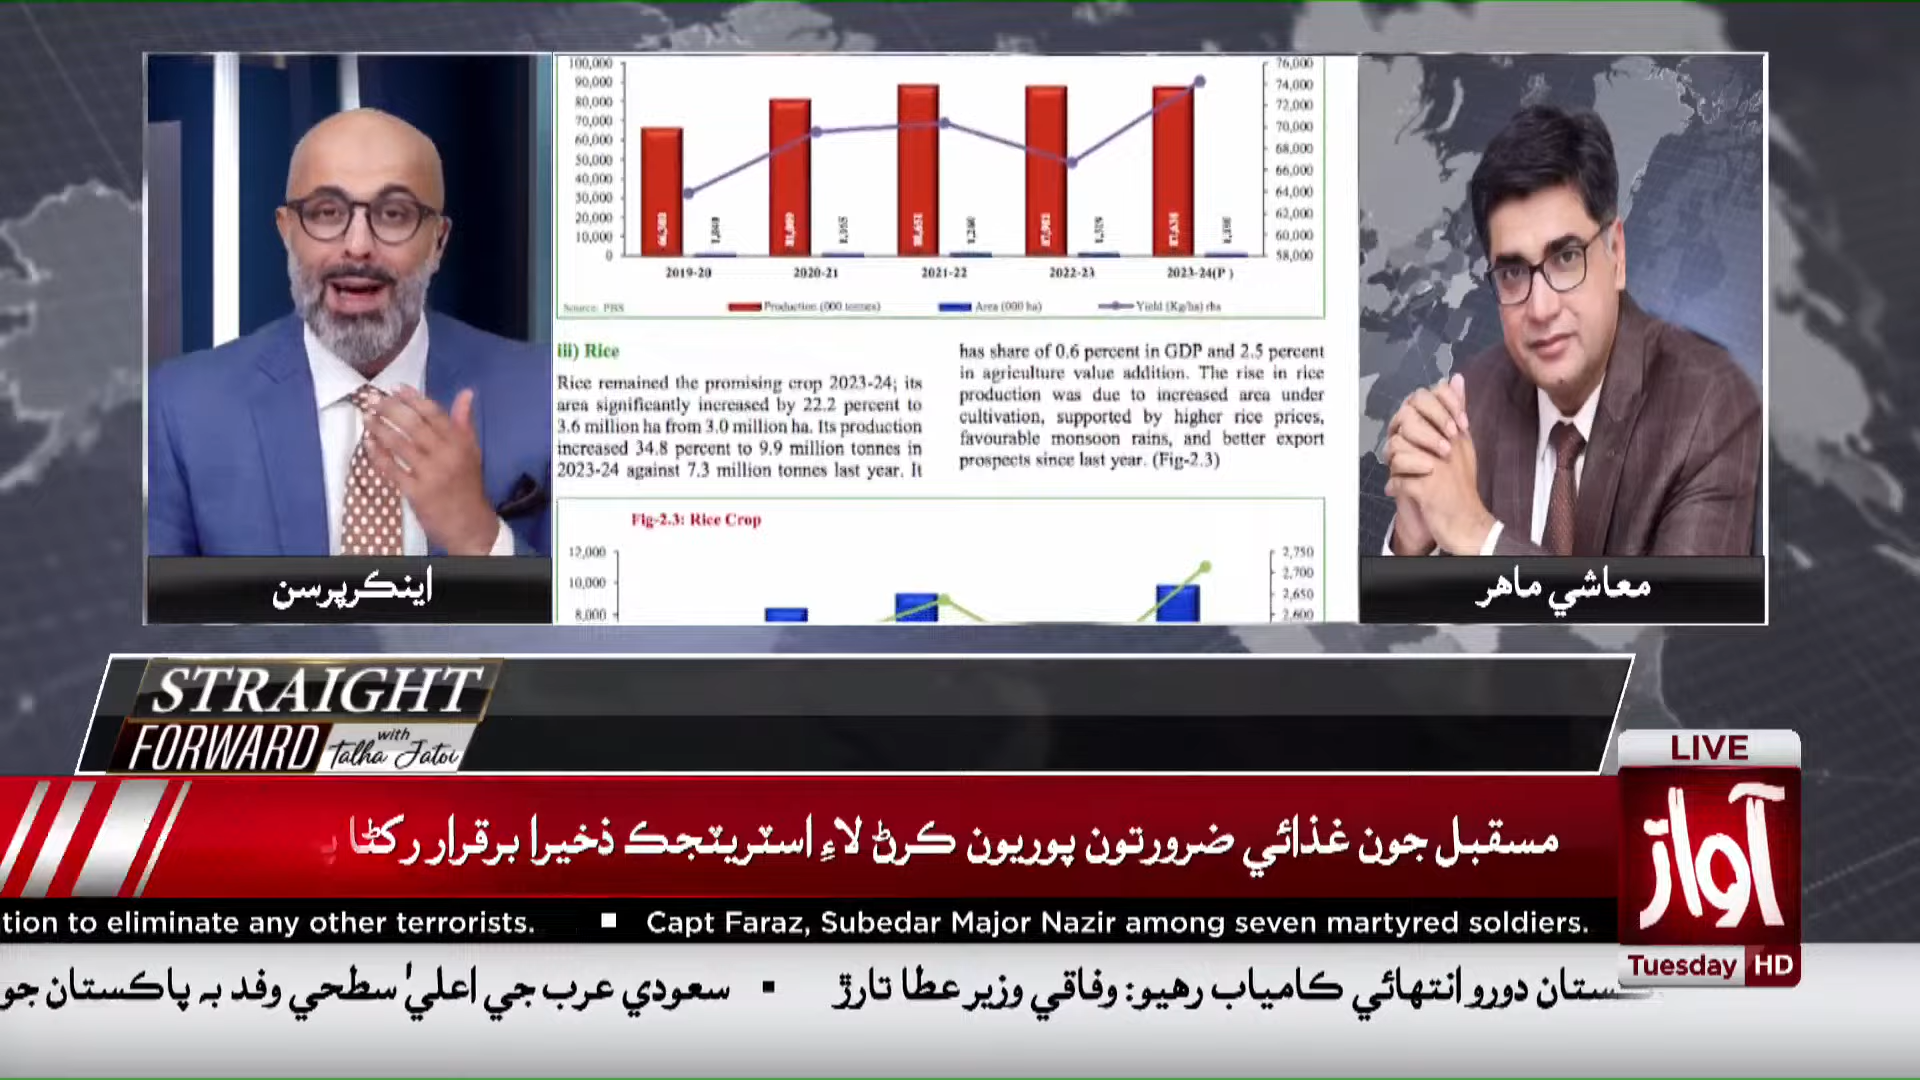 100,000
90,000
80,000
70,000
60,000
50,000
40,000
30,000
20,000
10,000
0
76,000
74,000
72,000
70,000
68,000
66,000
64,000
62,000
60,000
58,000
2019-20
2020-21
2021-22
2022-23
2023-24(P)
Source: PBS
Production (000 tonnes)
Area (000 ha)
Yield (Kg/ha) rhs
iii) Rice
Rice remained the promising crop 2023-24; its
area significantly increased by 22.2 percent to
3.6 million ha from 3.0 million ha. Its production
increased 34.8 percent to 9.9 million tonnes in
2023-24 against 7.3 million tonnes last year. It
has share of 0.6 percent in GDP and 2.5 percent
in agriculture value addition. The rise in rice
production was due to increased area under
cultivation, supported by higher rice prices,
favourable monsoon rains, and better export
prospects since last year. (Fig-2.3)
Fig-2.3: Rice Crop
12,000
10,000
8,000
2,750
2,700
2,650
2,600
اينڪرپرسن
معاشي ماهر
STRAIGHT
FORWARD with Talha Jatoi
LIVE
آواز
Tuesday HD
مستقبل جون غذائي ضرورتون پوريون ڪرڻ لاءِ اسٽريٽجڪ ذخيرا برقرار رکڻا
tion to eliminate any other terrorists. ▪ Capt Faraz, Subedar Major Nazir among seven martyred soldiers.
ستان دورو انتهائي ڪامياب رهيو: وفاقي وزير عطا تارڙ ▪ سعودي عرب جي اعليٰ سطحي وفد به پاڪستان جو